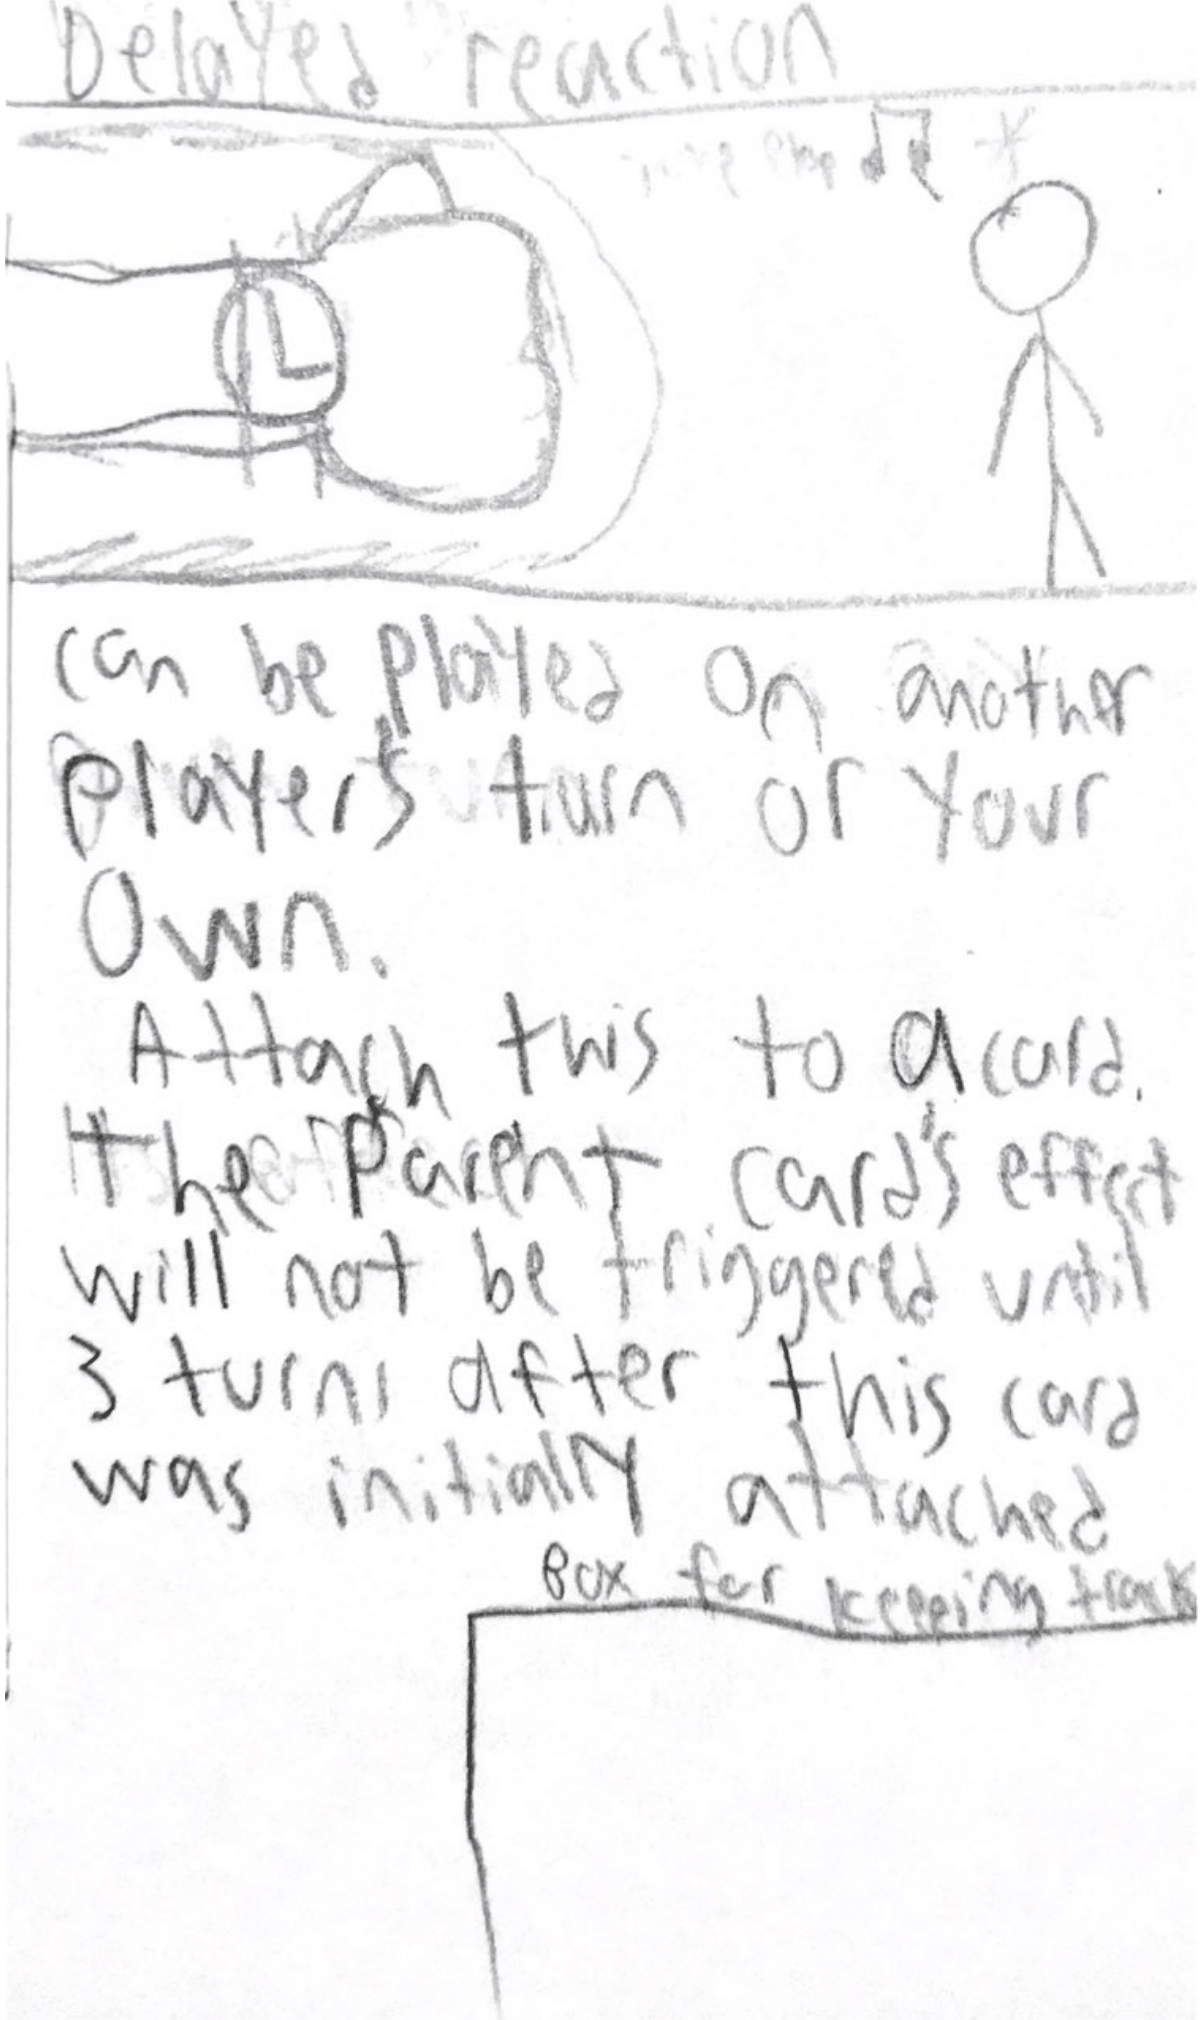 Delayed reaction
can be played on another
player's turn or your
own.
Attach this to a card.
the parent card's effect
will not be triggered until
3 turns after this card
was initially attached
Box for keeping track